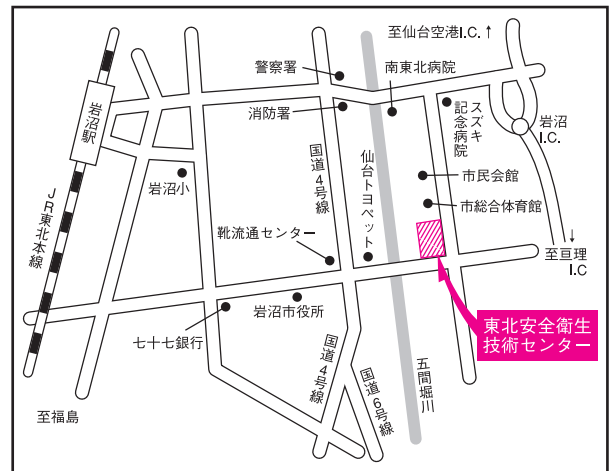 至仙台空港I.C.↑
警察署
南東北病院
消防署
スズキ
記念病院
岩沼
I.C.
岩沼駅
国道4号線
仙台トヨペット
市民会館
岩沼小
市総合体育館
JR東北本線
靴流通センター
↓
至亘理
I.C
東北安全衛生
技術センター
岩沼市役所
七十七銀行
国道4号線
国道6号線
五間堀川
至福島